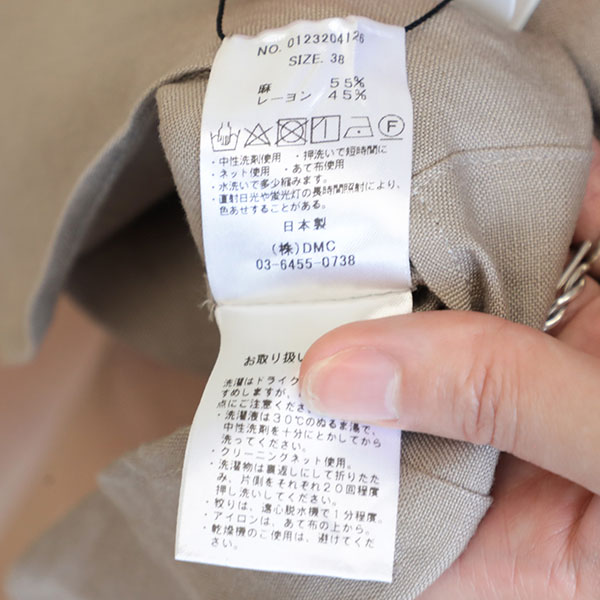 NO. 0123204126
SIZE. 38
麻 55%
レーヨン 45%
F
・中性洗剤使用 ・押洗いで短時間に
・ネット使用 ・あて布使用
・水洗いで多少縮みます。
・直射日光や蛍光灯の長時間照射により、
色あせすることがある。
日本製
(株)DMC
03-6455-0738
お取り扱い
・洗濯はドライク
すめしますが、
点にご注意くださ
・洗濯液は30℃のぬるま湯で、
中性洗剤を十分にとかしてから
洗ってください。
・クリーニングネット使用。
・洗濯物は裏返しにして折りたた
み、片側をそれぞれ20回程度
押し洗いしてください。
・絞りは、遠心脱水機で1分程度。
・アイロンは、あて布の上から。
・乾燥機のご使用は、避けてくだ
さい。